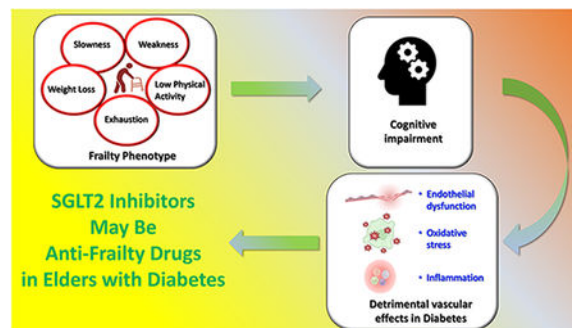 Slowness
Weakness
Weight Loss
Low Physical
Activity
Exhaustion
Frailty Phenotype
Cognitive
impairment
• Endothelial
dysfunction
• Oxidative
stress
• Inflammation
Detrimental vascular
effects in Diabetes
SGLT2 Inhibitors
May Be
Anti-Frailty Drugs
in Elders with Diabetes